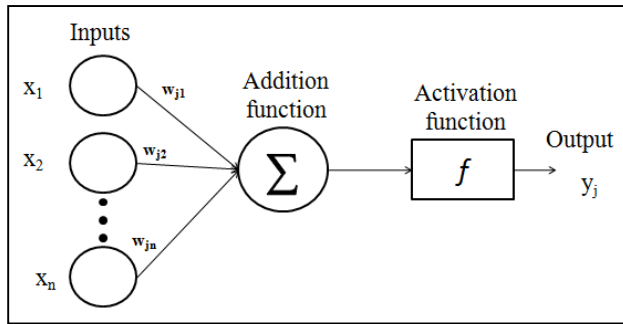 Inputs
x₁
wⱼ₁
Addition
function
Activation
function
x₂
wⱼ₂
Σ
f
Output
yⱼ
wⱼₙ
xₙ